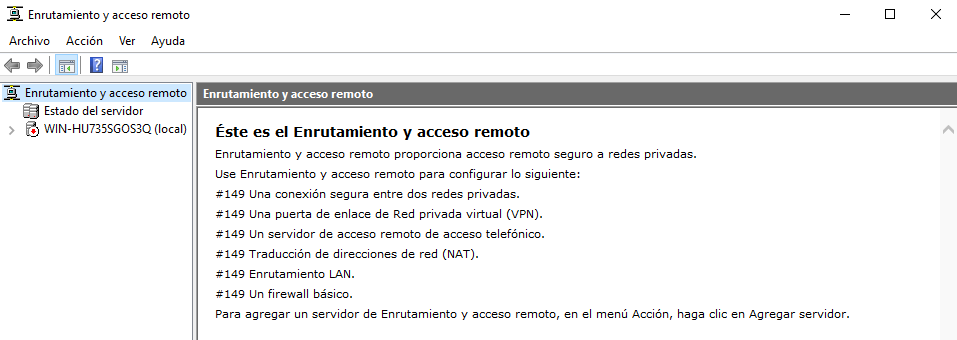 Enrutamiento y acceso remoto
Archivo Acción Ver Ayuda
Enrutamiento y acceso remoto
Estado del servidor
WIN-HU735SGOS3Q (local)
Enrutamiento y acceso remoto
Éste es el Enrutamiento y acceso remoto
Enrutamiento y acceso remoto proporciona acceso remoto seguro a redes privadas.
Use Enrutamiento y acceso remoto para configurar lo siguiente:
#149 Una conexión segura entre dos redes privadas.
#149 Una puerta de enlace de Red privada virtual (VPN).
#149 Un servidor de acceso remoto de acceso telefónico.
#149 Traducción de direcciones de red (NAT).
#149 Enrutamiento LAN.
#149 Un firewall básico.
Para agregar un servidor de Enrutamiento y acceso remoto, en el menú Acción, haga clic en Agregar servidor.